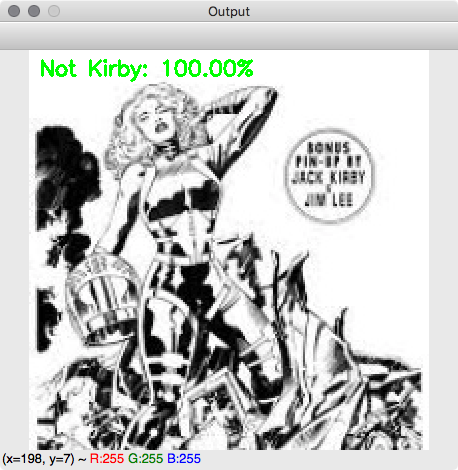 Output
Not Kirby: 100.00%
BONUS
PIN-UP BY
JACK KIRBY
&
JIM LEE
(x=198, y=7) ~ R:255 G:255 B:255